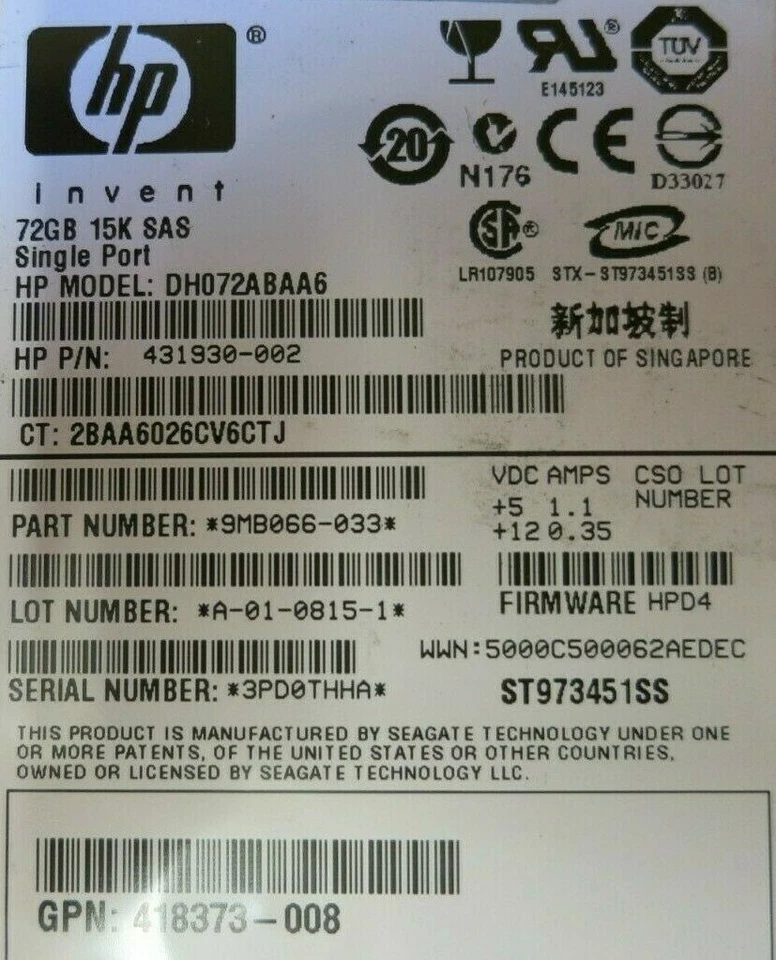 hp ®
invent
E145123
TÜV
20
N176
CE
D33027
72GB 15K SAS
Single Port
SA ®
MIC
LR107905 STX-ST973451SS (B)
HP MODEL: DH072ABAA6
新加坡制
HP P/N: 431930-002
PRODUCT OF SINGAPORE
CT: 2BAA6026CV6CTJ
VDC AMPS CSO LOT
+5 1.1 NUMBER
+12 0.35
PART NUMBER: *9MB066-033*
FIRMWARE HPD4
LOT NUMBER: *A-01-0815-1*
WWN:5000C500062AEDEC
SERIAL NUMBER: *3PD0THHA*
ST973451SS
THIS PRODUCT IS MANUFACTURED BY SEAGATE TECHNOLOGY UNDER ONE
OR MORE PATENTS, OF THE UNITED STATES OR OTHER COUNTRIES,
OWNED OR LICENSED BY SEAGATE TECHNOLOGY LLC.
GPN: 418373-008